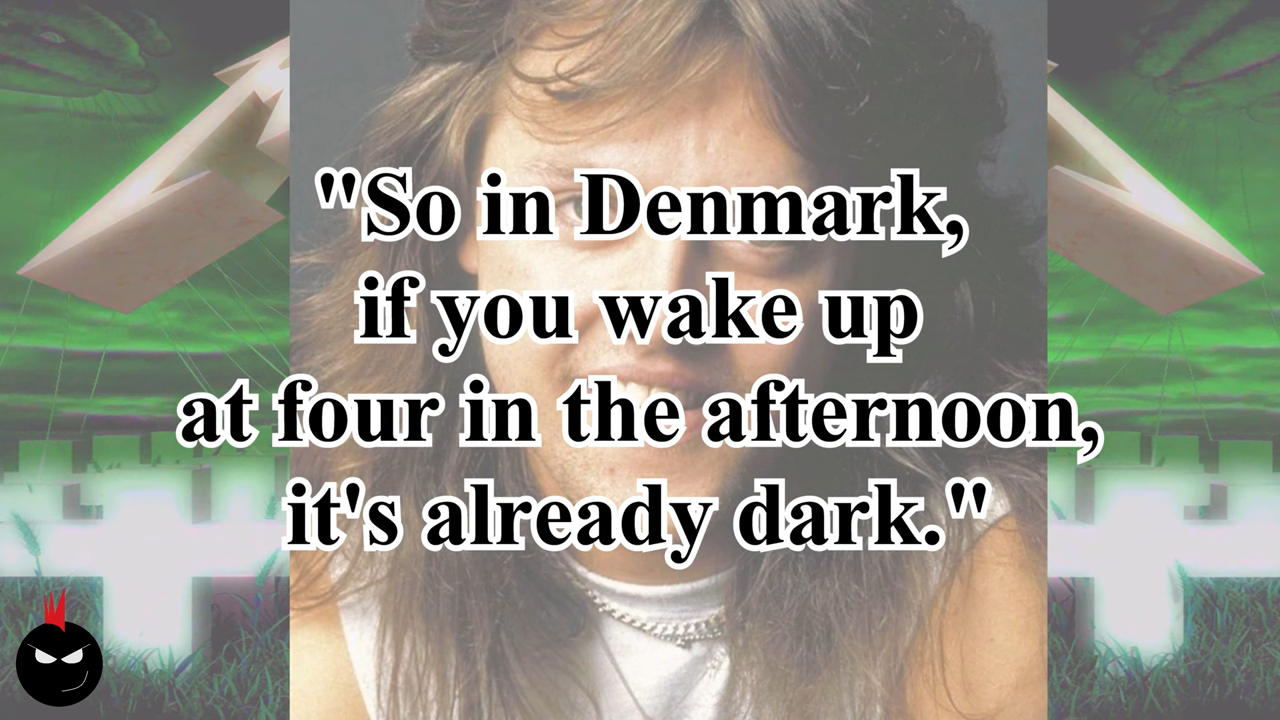 "So in Denmark,
if you wake up
at four in the afternoon,
it's already dark."